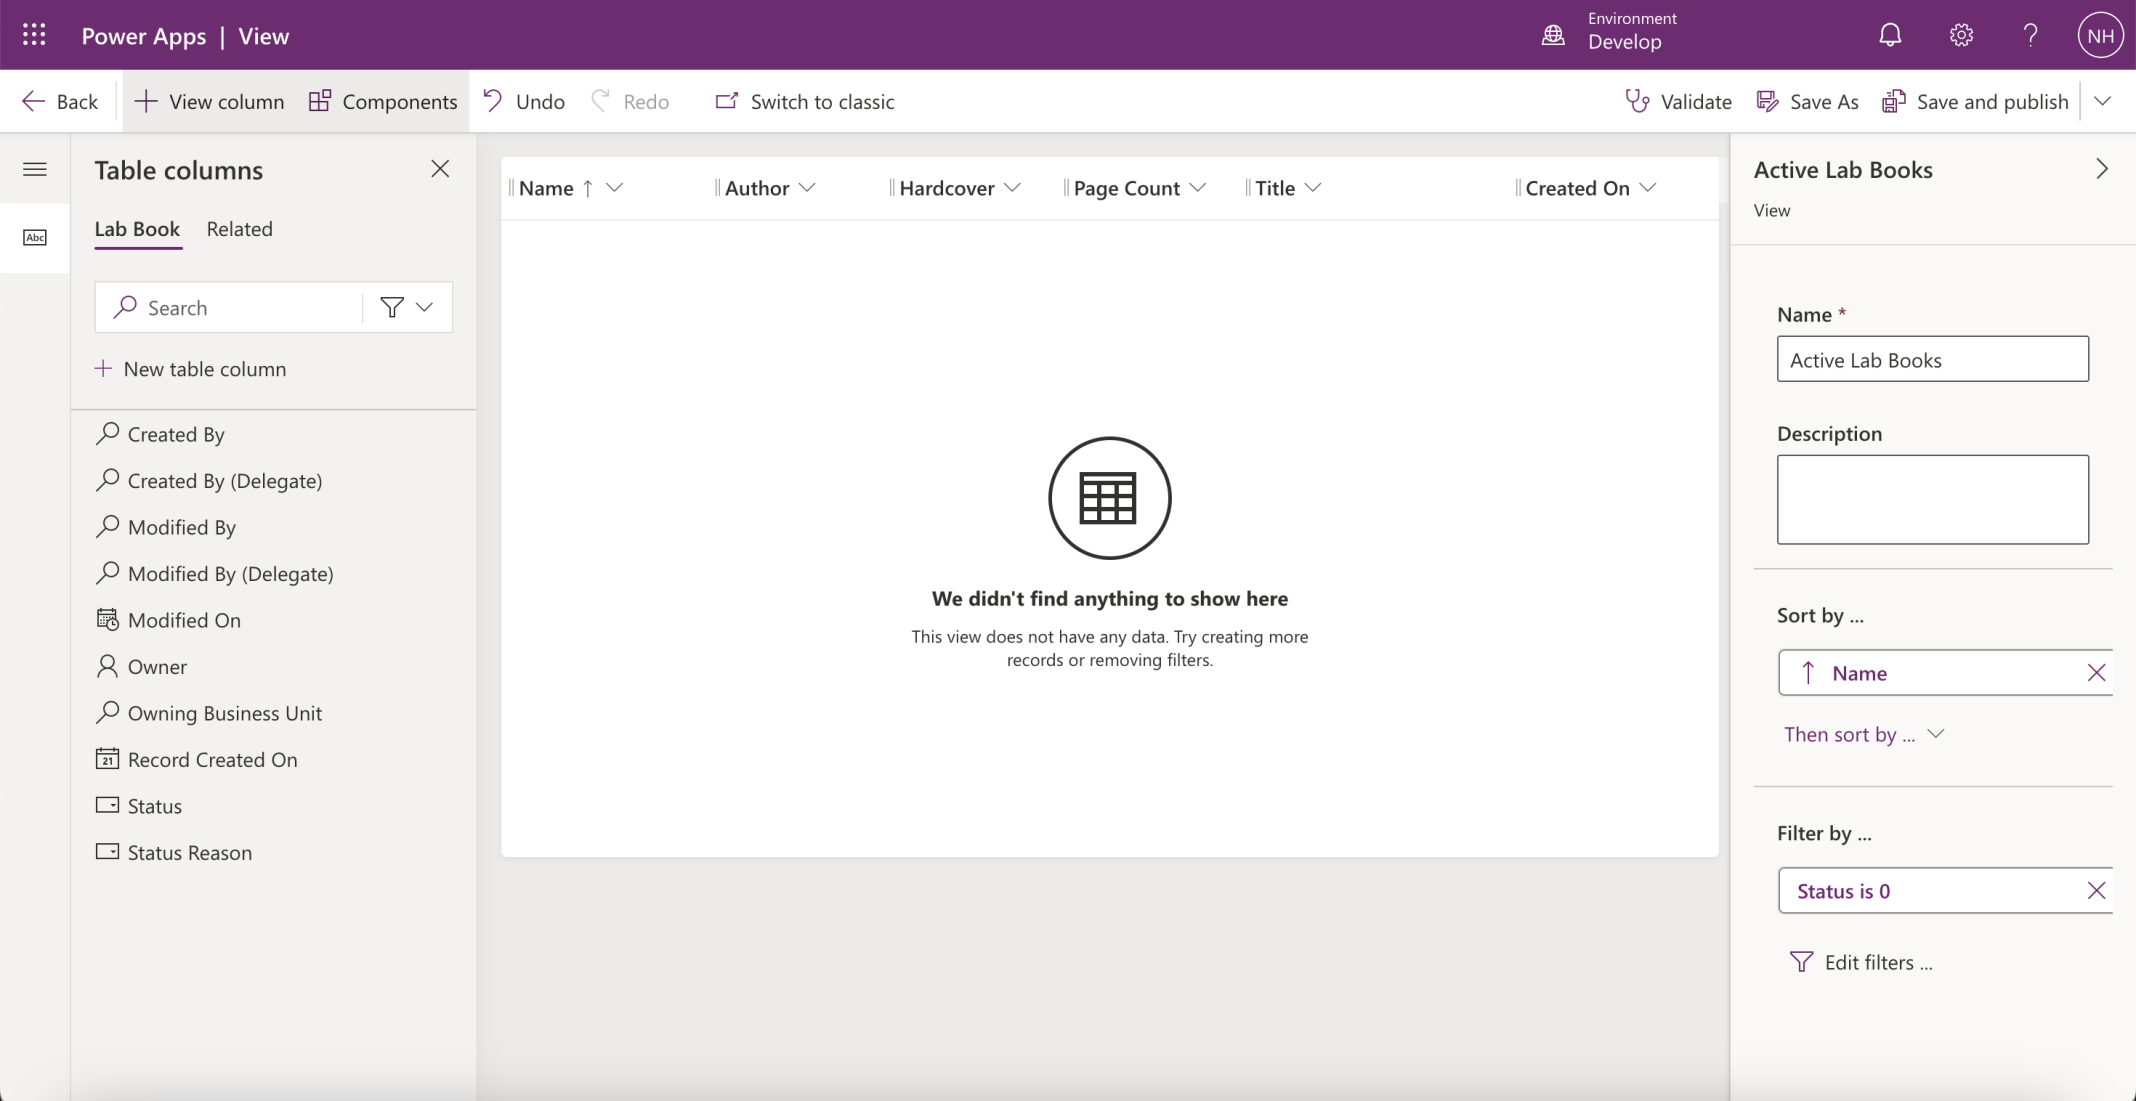 Power Apps | View
Environment
Develop
NH
Back
View column
Components
Undo
Redo
Switch to classic
Validate
Save As
Save and publish
Table columns
Lab Book
Related
Abc
Search
New table column
Created By
Created By (Delegate)
Modified By
Modified By (Delegate)
Modified On
Owner
Owning Business Unit
21
Record Created On
Status
Status Reason
Name
Author
Hardcover
Page Count
Title
Created On
We didn't find anything to show here
This view does not have any data. Try creating more
records or removing filters.
Active Lab Books
View
Name *
Active Lab Books
Description
Sort by ...
Name
Then sort by ...
Filter by ...
Status is 0
Edit filters ...